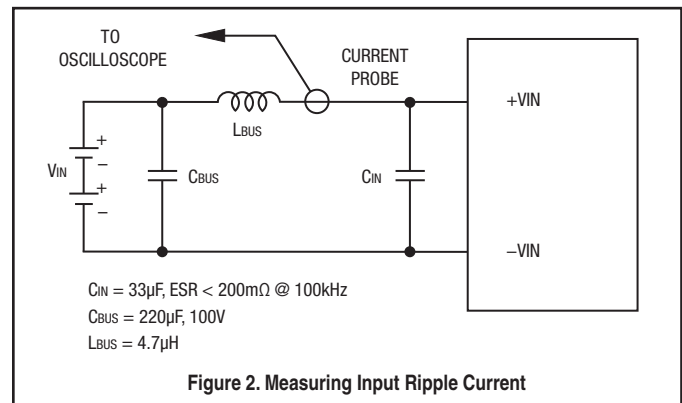 TO
OSCILLOSCOPE
CURRENT
PROBE
+VIN
LBUS
+
VIN
–
+
–
CBUS
CIN
–VIN
CIN = 33µF, ESR < 200mΩ @ 100kHz
CBUS = 220µF, 100V
LBUS = 4.7µH
Figure 2. Measuring Input Ripple Current